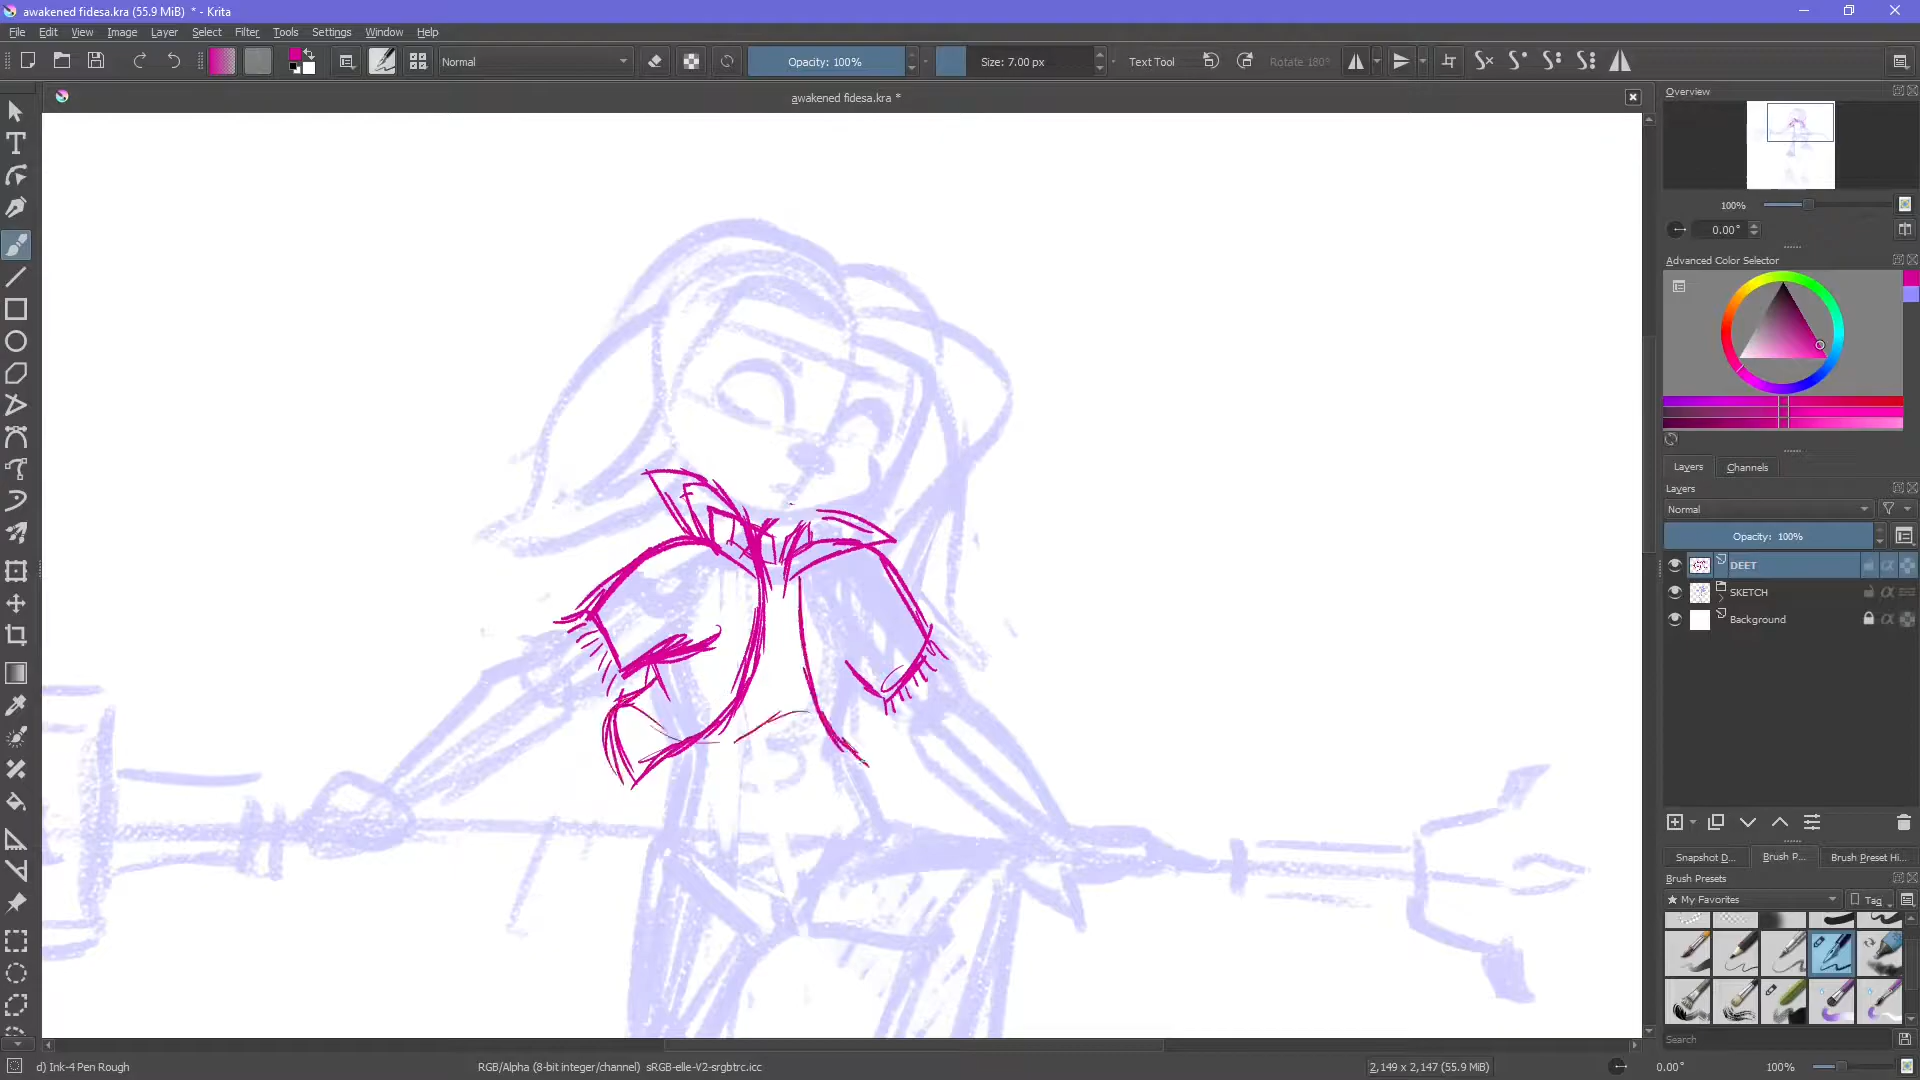 awakened fidesa.kra (55.9 MiB) * - Krita
File Edit View Image Layer Select Filter Tools Settings Window Help
Normal Opacity: 100% Size: 7.00 px Text Tool Rotate 180°
awakened fidesa.kra *
Overview
100%
0.00°
Advanced Color Selector
Layers Channels
Layers
Normal
Opacity: 100%
DEET
SKETCH
Background
Snapshot D... Brush P... Brush Preset Hi...
Brush Presets
★ My Favorites Tag
Search
d) Ink-4 Pen Rough RGB/Alpha (8-bit integer/channel) sRGB-elle-V2-srgbtrc.icc 2,149 x 2,147 (55.9 MiB) 0.00° 100%